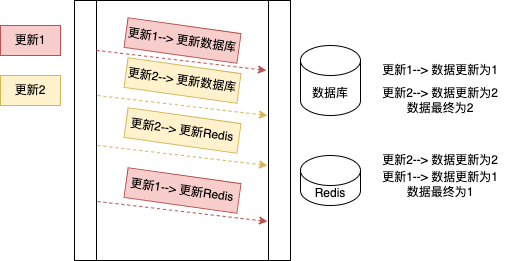 更新1
更新2
更新1--> 更新数据库
更新2--> 更新数据库
更新2--> 更新Redis
更新1--> 更新Redis
数据库
更新1--> 数据更新为1
更新2--> 数据更新为2
数据最终为2
Redis
更新2--> 数据更新为2
更新1--> 数据更新为1
数据最终为1